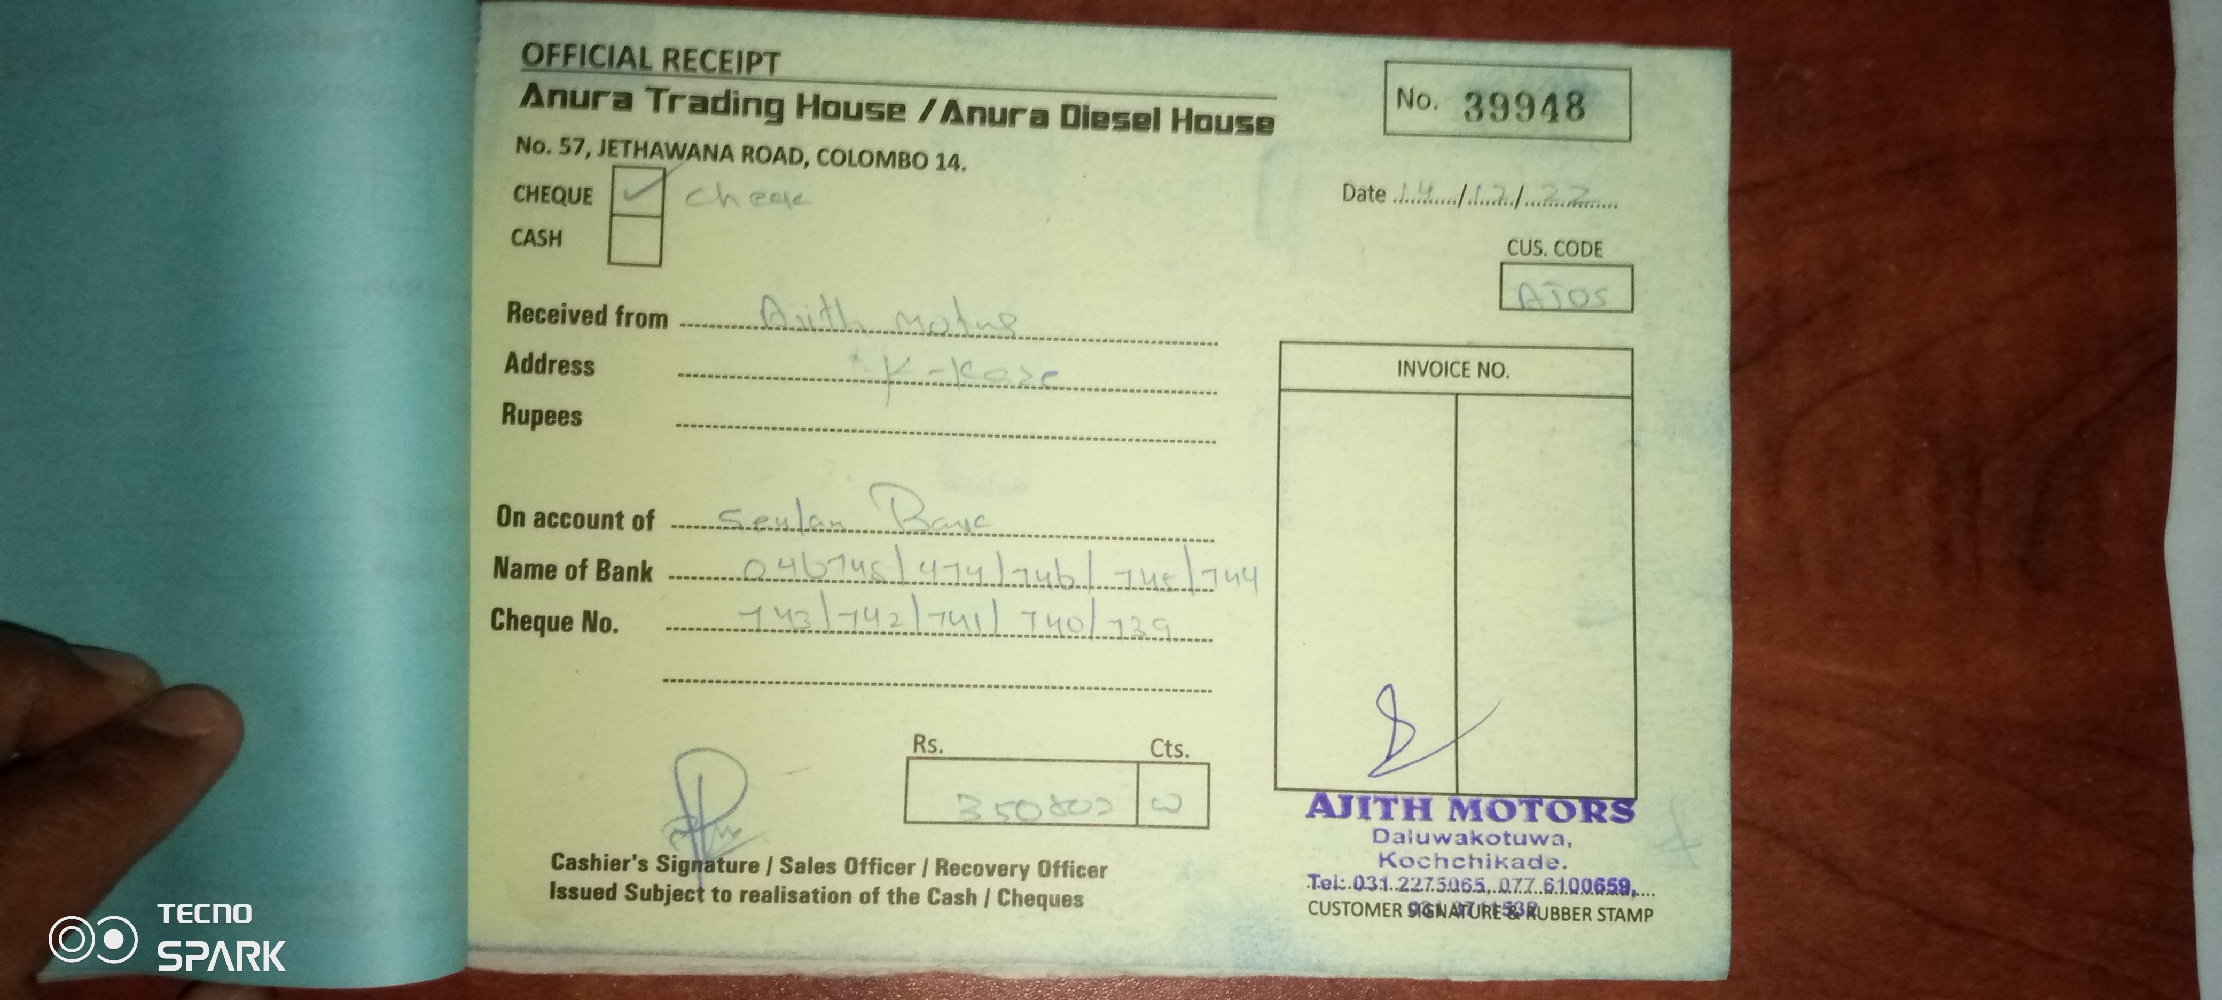 OFFICIAL RECEIPT
Anura Trading House / Anura Diesel House
No. 39948
No. 57, JETHAWANA ROAD, COLOMBO 14.
CHEQUE ✓ cheque
Date 14/12/22
CASH
CUS. CODE
AJ05
Received from Ajith Motors
Address K-Kade
INVOICE NO.
Rupees
On account of Seylan Bank
Name of Bank 046748/474/746/745/744
Cheque No. 743/742/741/740/739
Rs. Cts.
AJITH MOTORS
Daluwakotuwa,
Kochchikade.
Tel: 031 2275065, 077 6100659,
Cashier's Signature / Sales Officer / Recovery Officer
Issued Subject to realisation of the Cash / Cheques
CUSTOMER SIGNATURE & RUBBER STAMP
TECNO
SPARK